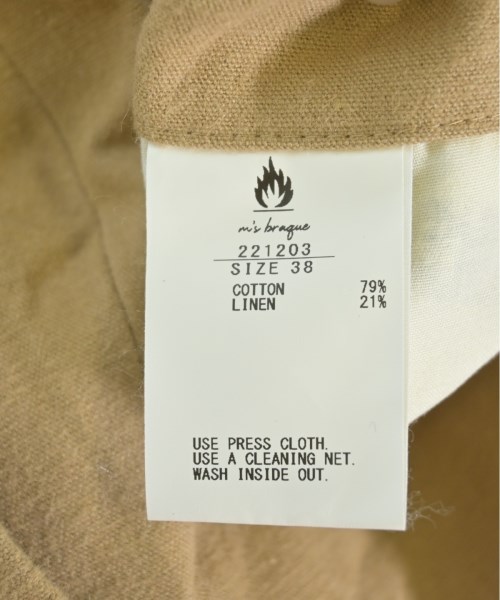 m's braque
221203
SIZE 38
COTTON 79%
LINEN 21%
USE PRESS CLOTH.
USE A CLEANING NET.
WASH INSIDE OUT.